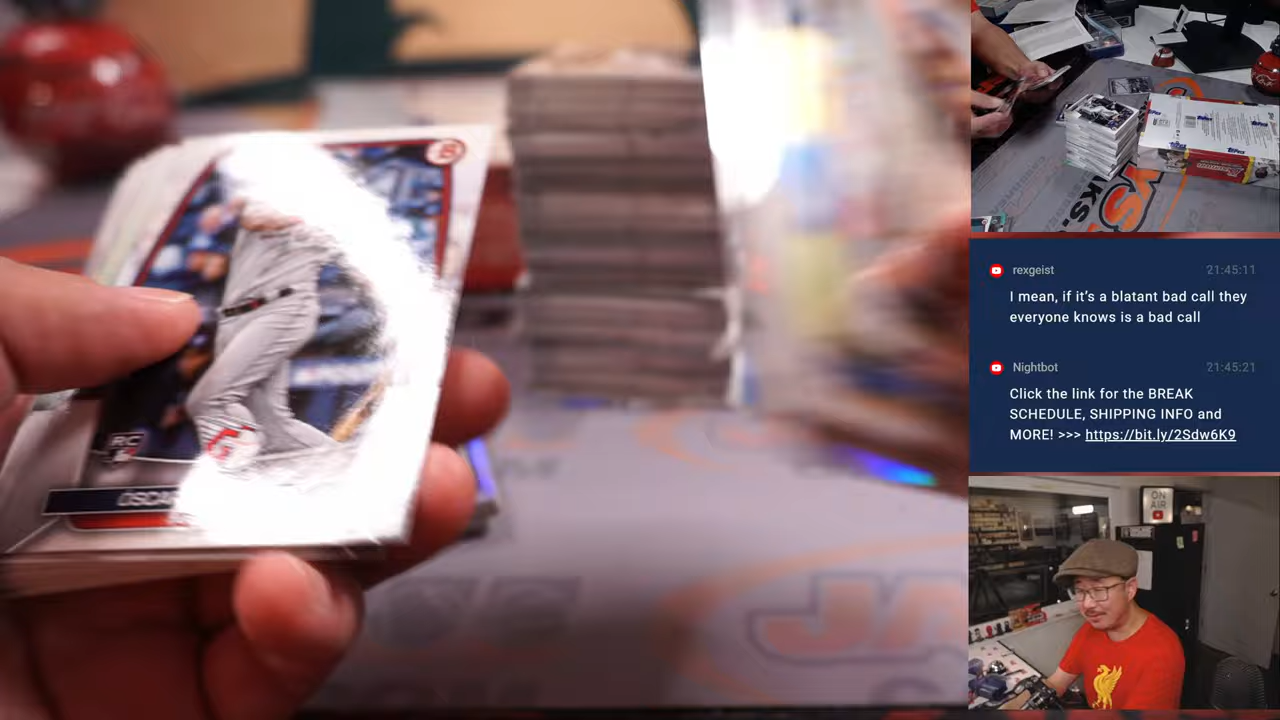 B
RC
ÓSCA
rexgeist 21:45:11
I mean, if it's a blatant bad call they
everyone knows is a bad call
Nightbot 21:45:21
Click the link for the BREAK
SCHEDULE, SHIPPING INFO and
MORE! >>> https://bit.ly/2Sdw6K9
ON
AIR